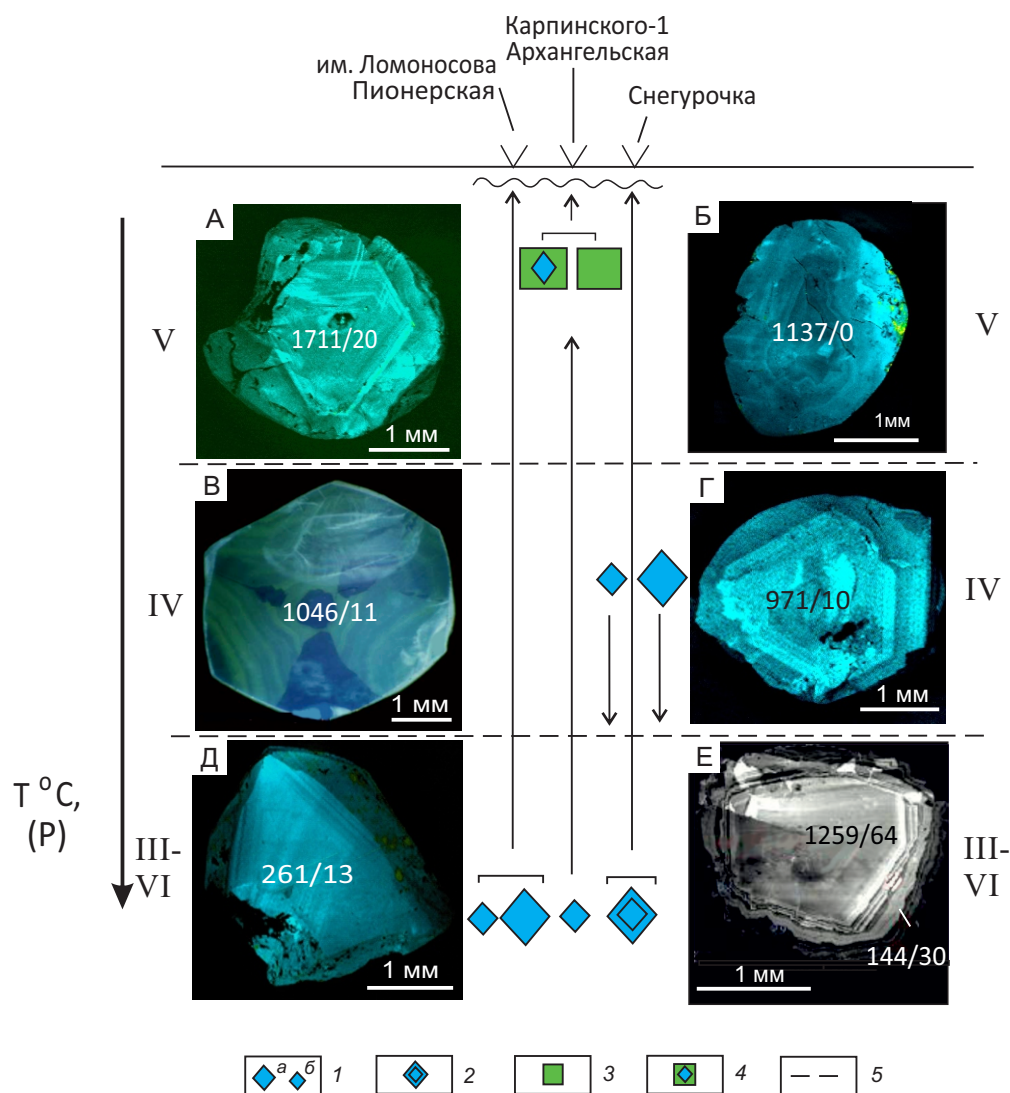 Карпинского-1
Архангельская
им. Ломоносова
Пионерская
Снегурочка
А
Б
V
1711/20
1137/0
V
1 мм
1мм
В
Г
IV
1046/11
971/10
IV
1 мм
1 мм
Д
Е
T °C,
(P)
III-
VI
261/13
1259/64
III-
VI
144/30
1 мм
1 мм
а б 1
2
3
4
5